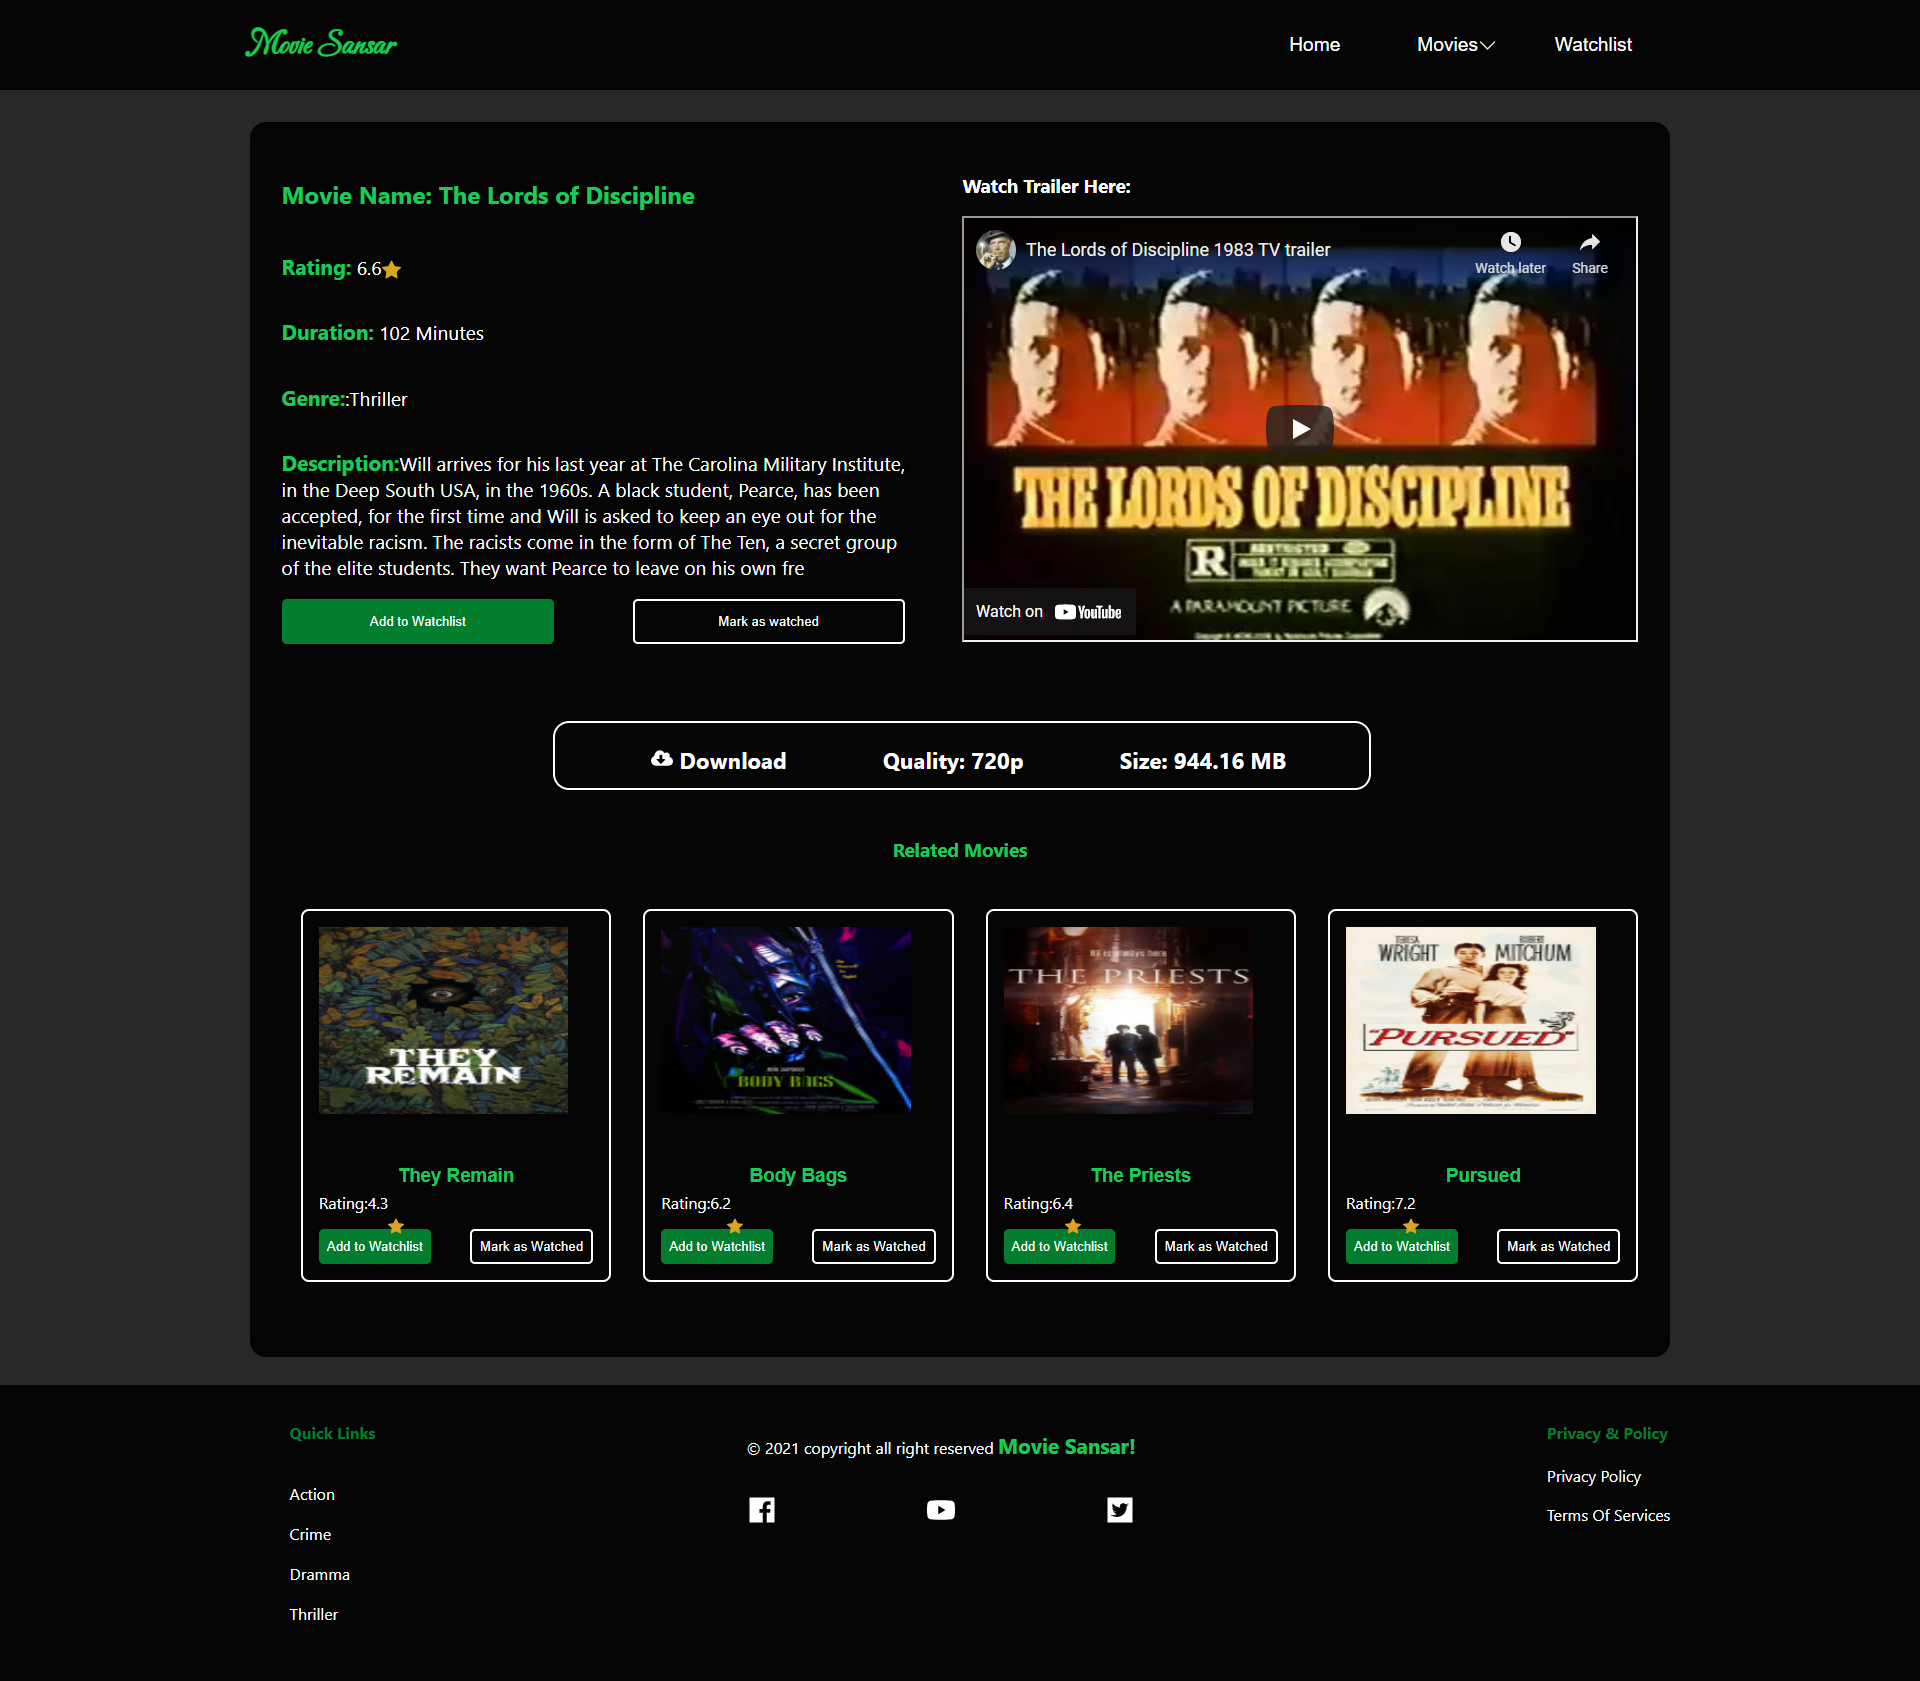 Movie Sansar
Home
Movies
Watchlist
Movie Name: The Lords of Discipline
Rating: 6.6
Duration: 102 Minutes
Genre::Thriller
Description:Will arrives for his last year at The Carolina Military Institute,
in the Deep South USA, in the 1960s. A black student, Pearce, has been
accepted, for the first time and Will is asked to keep an eye out for the
inevitable racism. The racists come in the form of The Ten, a secret group
of the elite students. They want Pearce to leave on his own fre
Add to Watchlist
Mark as watched
Watch Trailer Here:
The Lords of Discipline 1983 TV trailer
Watch later
Share
THE LORDS OF DISCIPLINE
R
RESTRICTED
A PARAMOUNT PICTURE
Watch on YouTube
Download
Quality: 720p
Size: 944.16 MB
Related Movies
THEY
REMAIN
They Remain
Rating:4.3
Add to Watchlist
Mark as Watched
BODY BAGS
Body Bags
Rating:6.2
Add to Watchlist
Mark as Watched
THE PRIESTS
The Priests
Rating:6.4
Add to Watchlist
Mark as Watched
TERESA WRIGHT
ROBERT MITCHUM
"PURSUED"
Pursued
Rating:7.2
Add to Watchlist
Mark as Watched
Quick Links
Action
Crime
Dramma
Thriller
© 2021 copyright all right reserved Movie Sansar!
Privacy & Policy
Privacy Policy
Terms Of Services